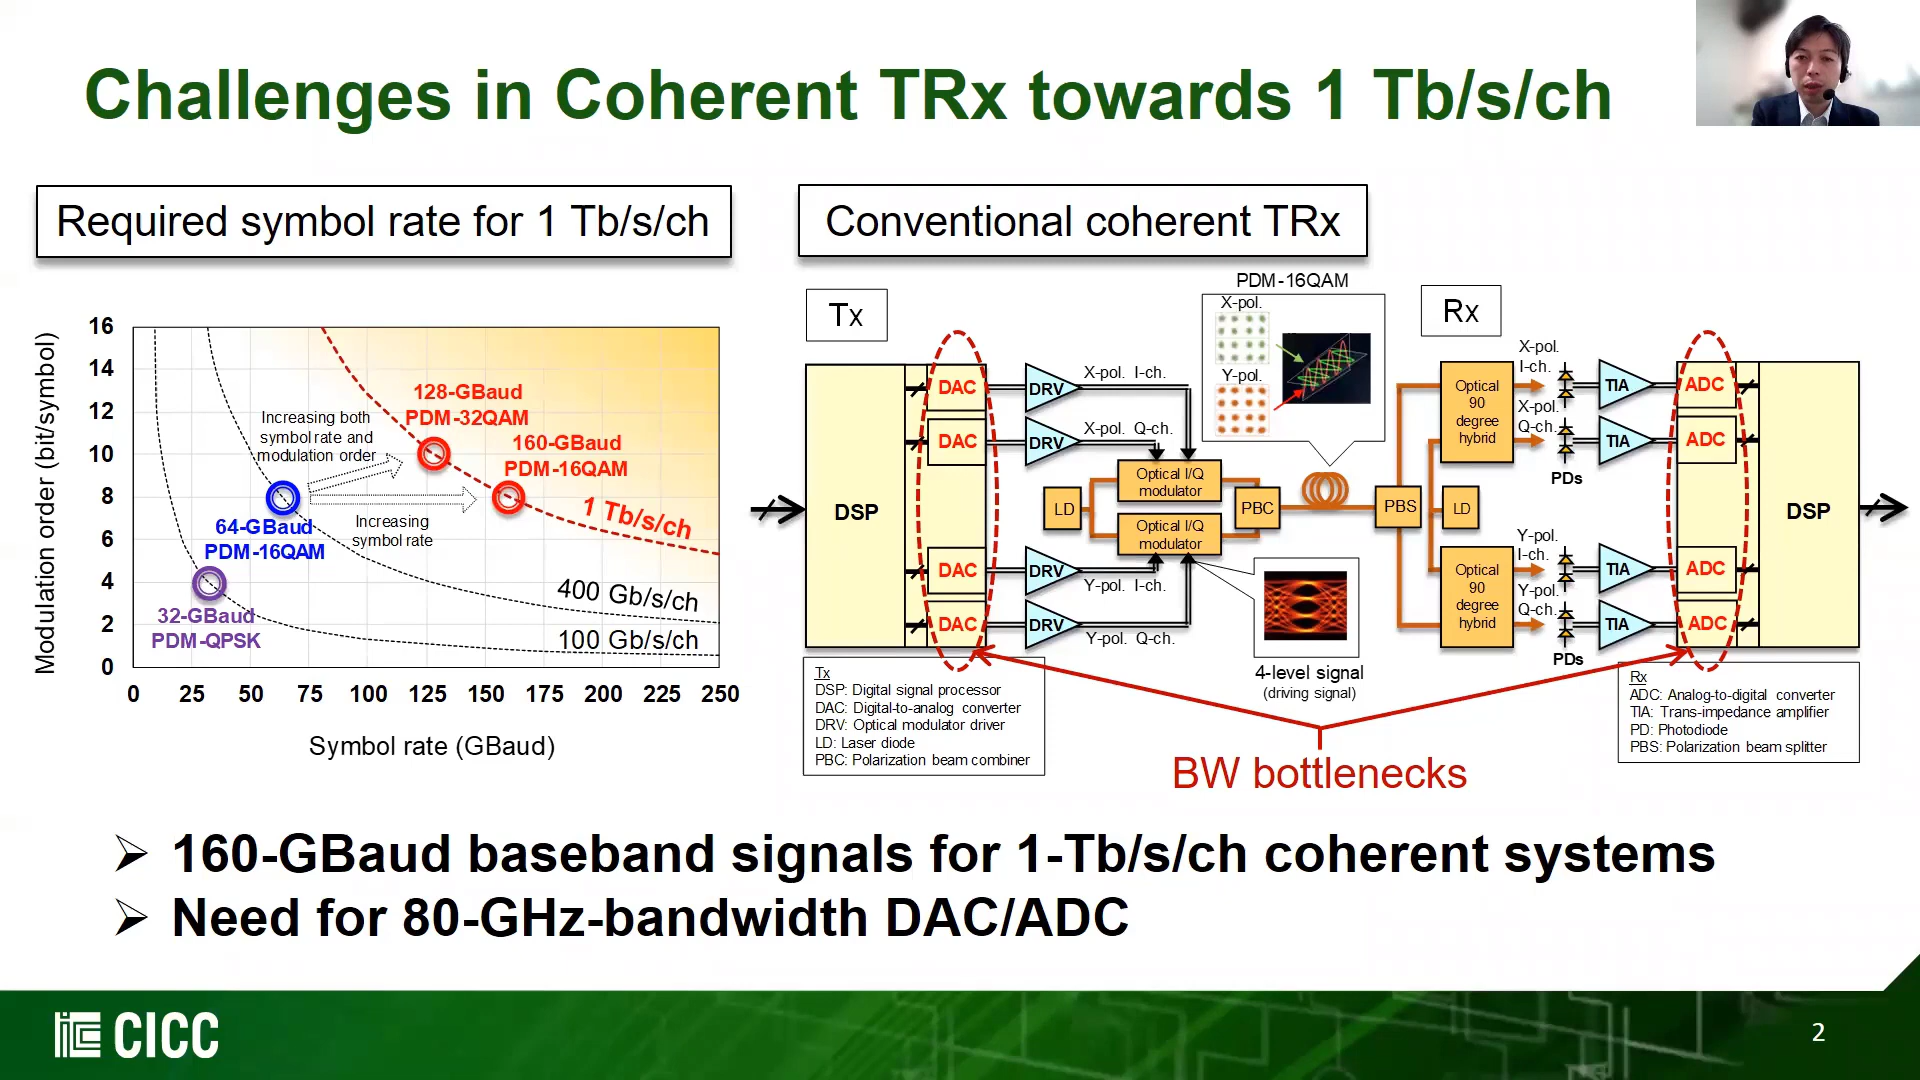 Challenges in Coherent TRx towards 1 Tb/s/ch
Required symbol rate for 1 Tb/s/ch
Modulation order (bit/symbol)
16
14
12
10
8
6
4
2
0
0 25 50 75 100 125 150 175 200 225 250
Symbol rate (GBaud)
128-GBaud
PDM-32QAM
160-GBaud
PDM-16QAM
Increasing both
symbol rate and
modulation order
Increasing
symbol rate
64-GBaud
PDM-16QAM
32-GBaud
PDM-QPSK
1 Tb/s/ch
400 Gb/s/ch
100 Gb/s/ch
Conventional coherent TRx
Tx
DSP
DAC
DAC
DAC
DAC
DRV
DRV
DRV
DRV
X-pol. I-ch.
X-pol. Q-ch.
Y-pol. I-ch.
Y-pol. Q-ch.
LD
Optical I/Q
modulator
Optical I/Q
modulator
PBC
PDM-16QAM
X-pol.
Y-pol.
4-level signal
(driving signal)
Rx
PBS
LD
Optical
90
degree
hybrid
Optical
90
degree
hybrid
X-pol.
I-ch.
X-pol.
Q-ch.
PDs
Y-pol.
I-ch.
Y-pol.
Q-ch.
PDs
TIA
TIA
TIA
TIA
ADC
ADC
ADC
ADC
DSP
Tx
DSP: Digital signal processor
DAC: Digital-to-analog converter
DRV: Optical modulator driver
LD: Laser diode
PBC: Polarization beam combiner
Rx
ADC: Analog-to-digital converter
TIA: Trans-impedance amplifier
PD: Photodiode
PBS: Polarization beam splitter
BW bottlenecks
➢ 160-GBaud baseband signals for 1-Tb/s/ch coherent systems
➢ Need for 80-GHz-bandwidth DAC/ADC
CICC
2